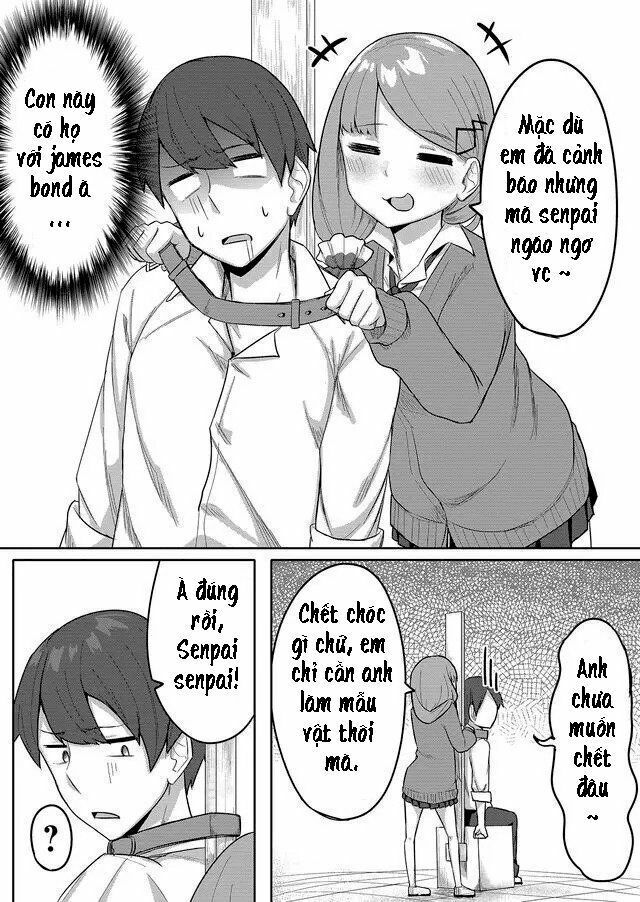 Mặc dù
em đã cảnh
báo nhưng
mà senpai
ngáo ngơ
vc ~
Con này
có họ
với james
bond à
...
Anh
chưa
muốn
chết
đâu
~
Chết chóc
gì chứ, em
chỉ cần anh
làm mẫu
vật thôi
mà.
À đúng
rồi,
Senpai
senpai!
?